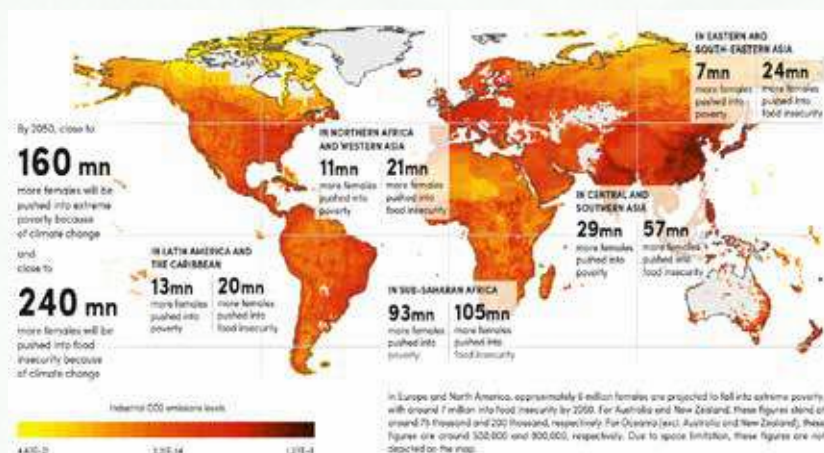 IN EASTERN AND
SOUTH-EASTERN ASIA
7mn
more females
pushed into
poverty
24mn
more females
pushed into
food insecurity
By 2050, close to
160 mn
more females will be
pushed into extreme
poverty because
of climate change
and
close to
240 mn
more females will be
pushed into food
insecurity because
of climate change
IN NORTHERN AFRICA
AND WESTERN ASIA
11mn
more females
pushed into
poverty
21mn
more females
pushed into
food insecurity
IN CENTRAL AND
SOUTHERN ASIA
29mn
more females
pushed into
poverty
57mn
more females
pushed into
food insecurity
IN LATIN AMERICA AND
THE CARIBBEAN
13mn
more females
pushed into
poverty
20mn
more females
pushed into
food insecurity
IN SUB-SAHARAN AFRICA
93mn
more females
pushed into
poverty
105mn
more females
pushed into
food insecurity
Industrial CO2 emissions levels
In Europe and North America, approximately 6 million females are projected to fall into extreme poverty,
with around 7 million into food insecurity by 2050. For Australia and New Zealand, these figures stand at
around 75 thousand and 200 thousand, respectively. For Oceania (excl. Australia and New Zealand), these
figures are around and 800,000, respectively. Due to space limitation, these figures are not
depicted on the map.